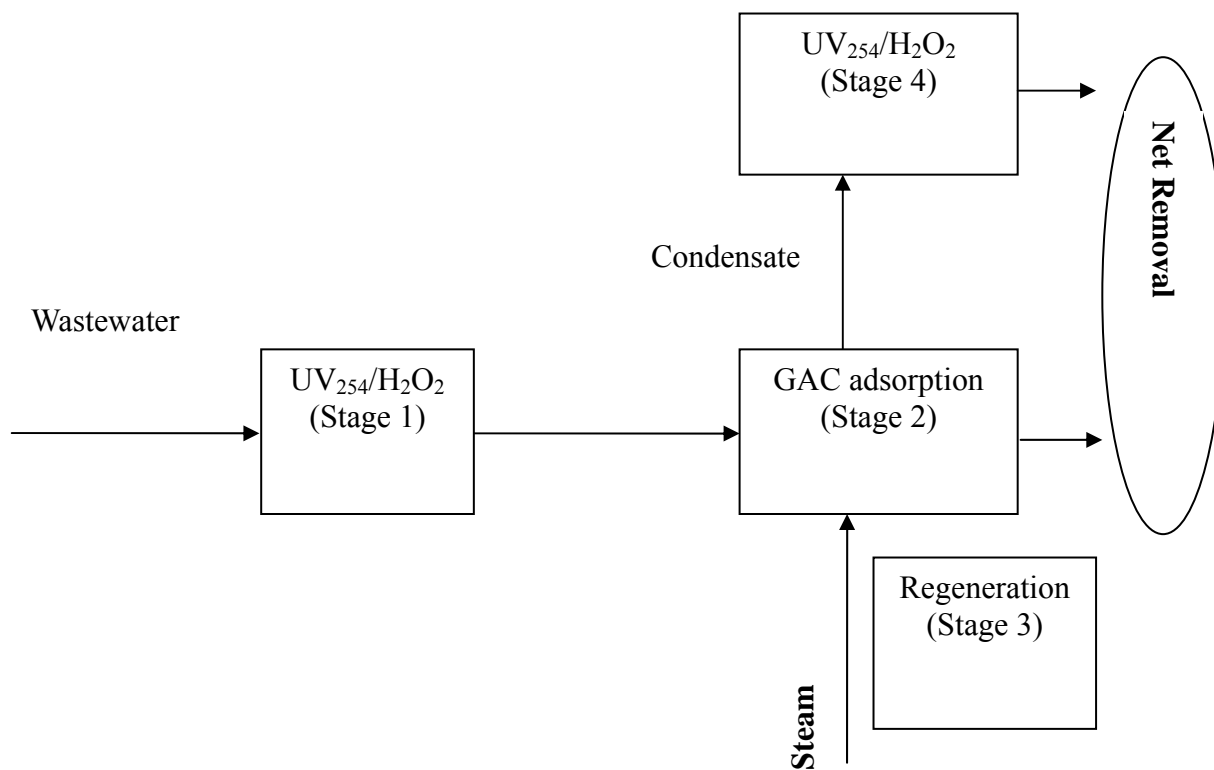 UV₂₅₄/H₂O₂
(Stage 4)
Net Removal
Condensate
Wastewater
UV₂₅₄/H₂O₂
(Stage 1)
GAC adsorption
(Stage 2)
Regeneration
(Stage 3)
Steam